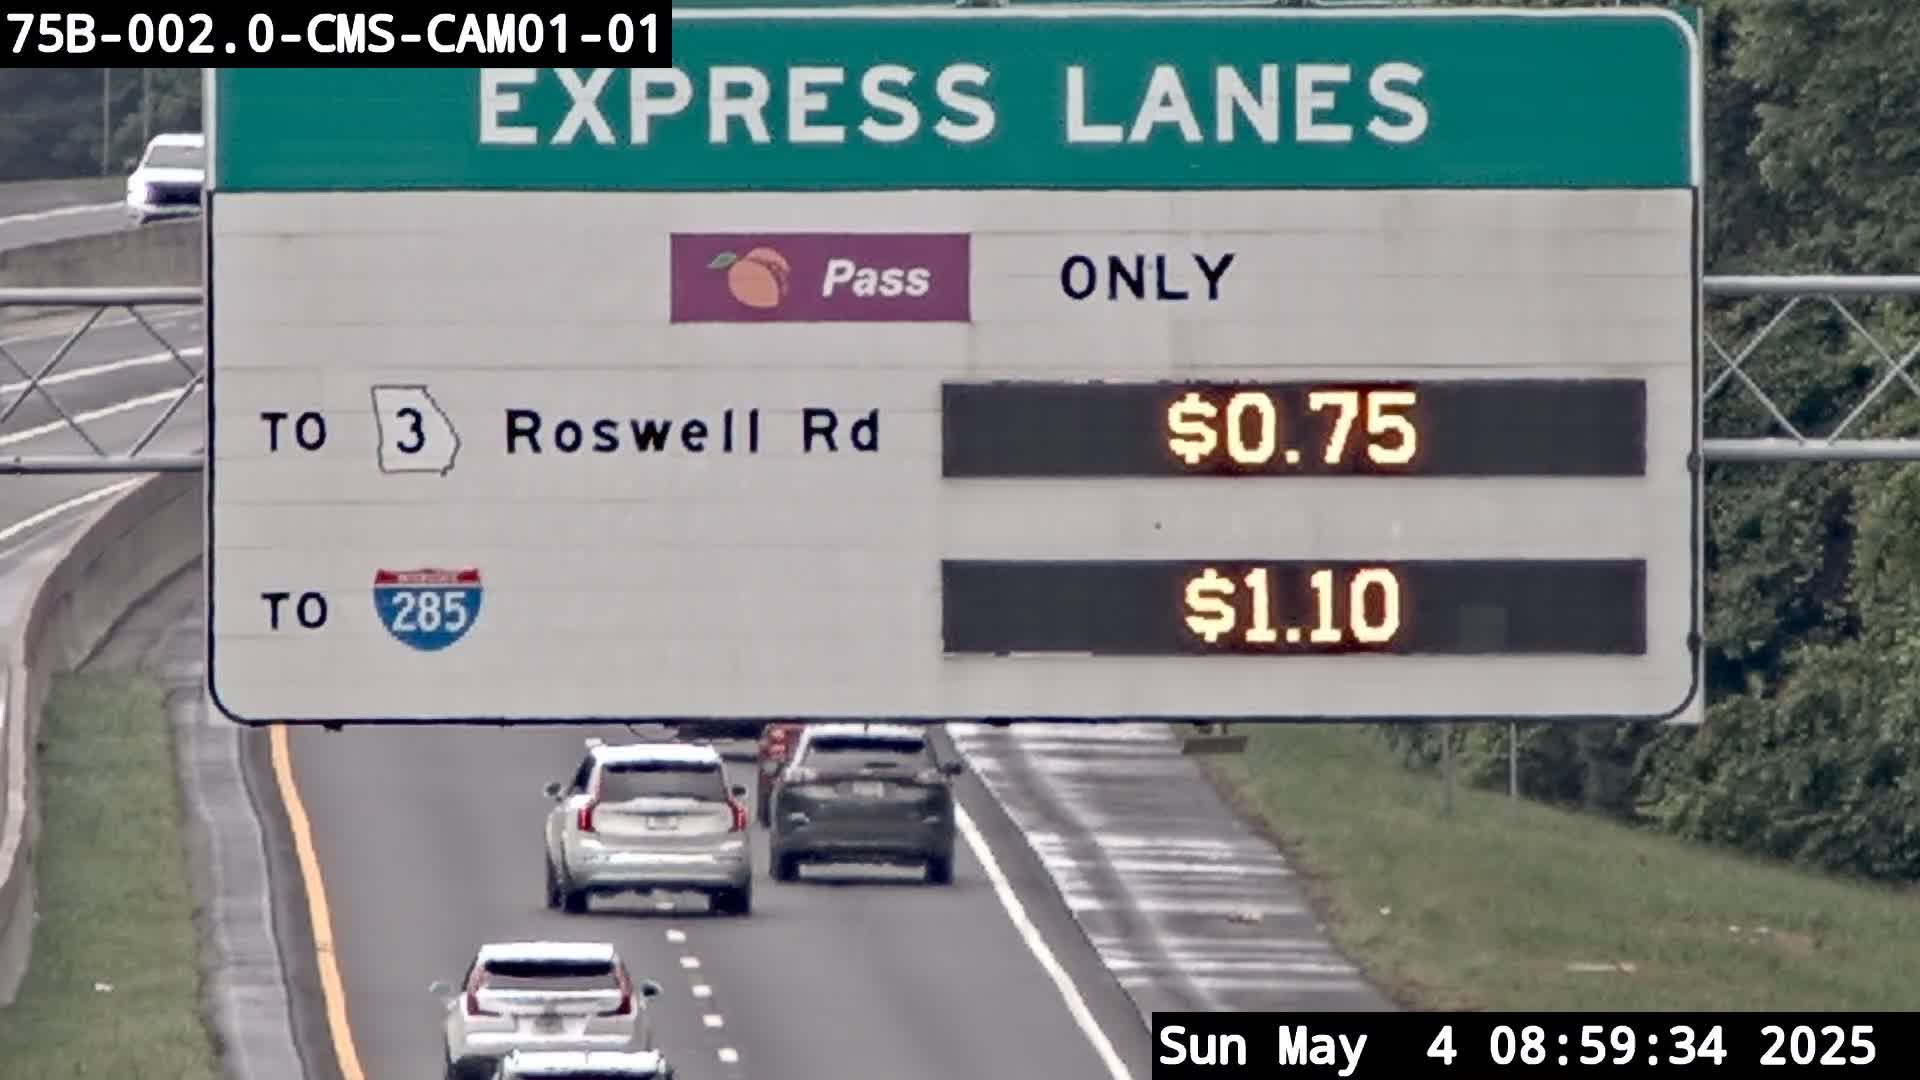 75B-002.0-CMS-CAM01-01
EXPRESS LANES
Pass ONLY
TO 3 Roswell Rd $0.75
TO 285 $1.10
Sun May 4 08:59:34 2025